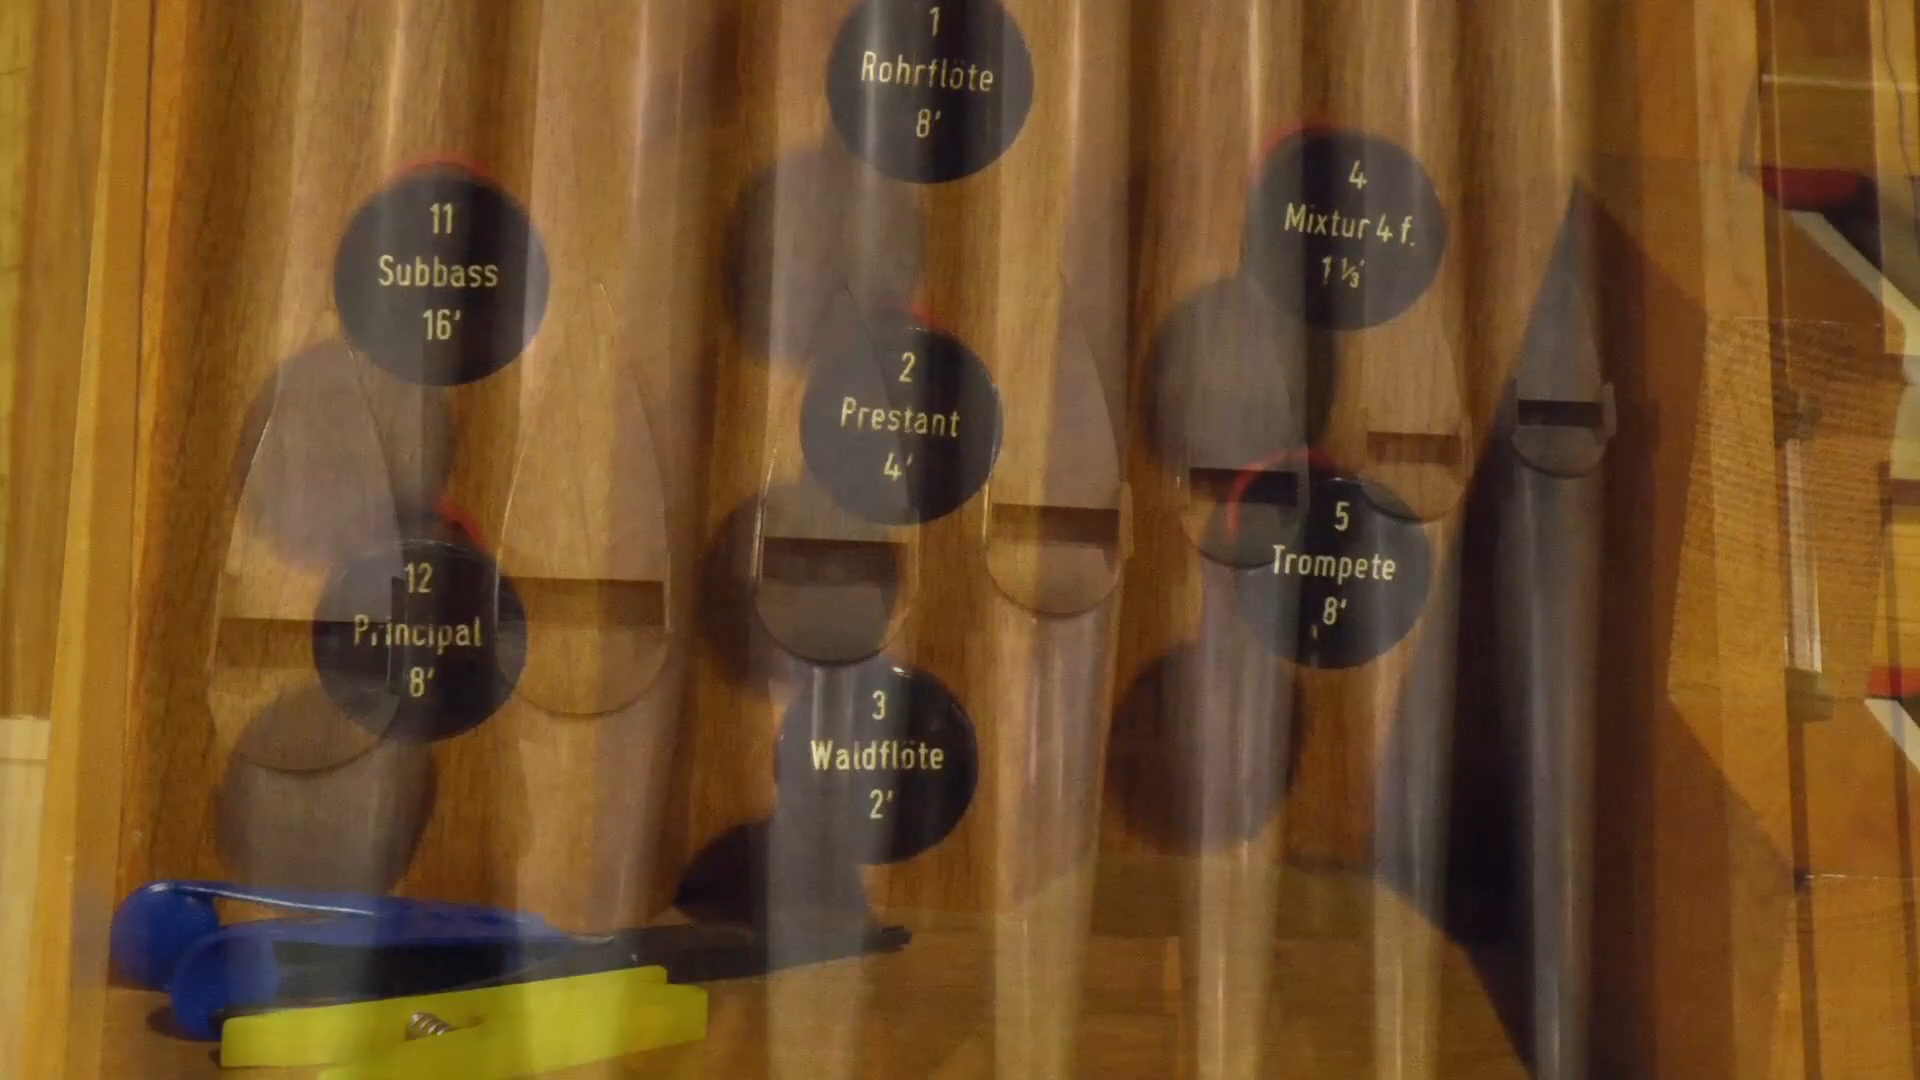 1
Rohrflöte
8'
11
Subbass
16'
4
Mixtur 4 f.
1 ⅓'
2
Prestant
4'
12
Principal
8'
5
Trompete
8'
3
Waldflöte
2'